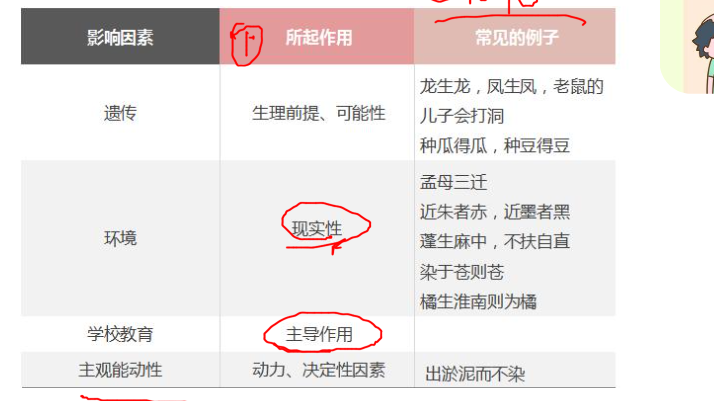 影响因素 所起作用 常见的例子
遗传 生理前提、可能性 龙生龙，凤生凤，老鼠的
儿子会打洞
种瓜得瓜，种豆得豆
环境 现实性 孟母三迁
近朱者赤，近墨者黑
蓬生麻中，不扶自直
染于苍则苍
橘生淮南则为橘
学校教育 主导作用
主观能动性 动力、决定性因素 出淤泥而不染